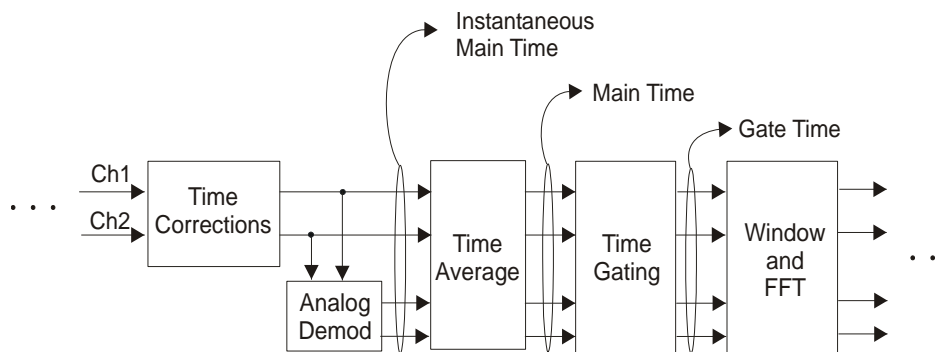 Instantaneous
Main Time
Main Time
Gate Time
Ch1
Ch2
Time
Corrections
Analog
Demod
Time
Average
Time
Gating
Window
and
FFT
. . .
. .